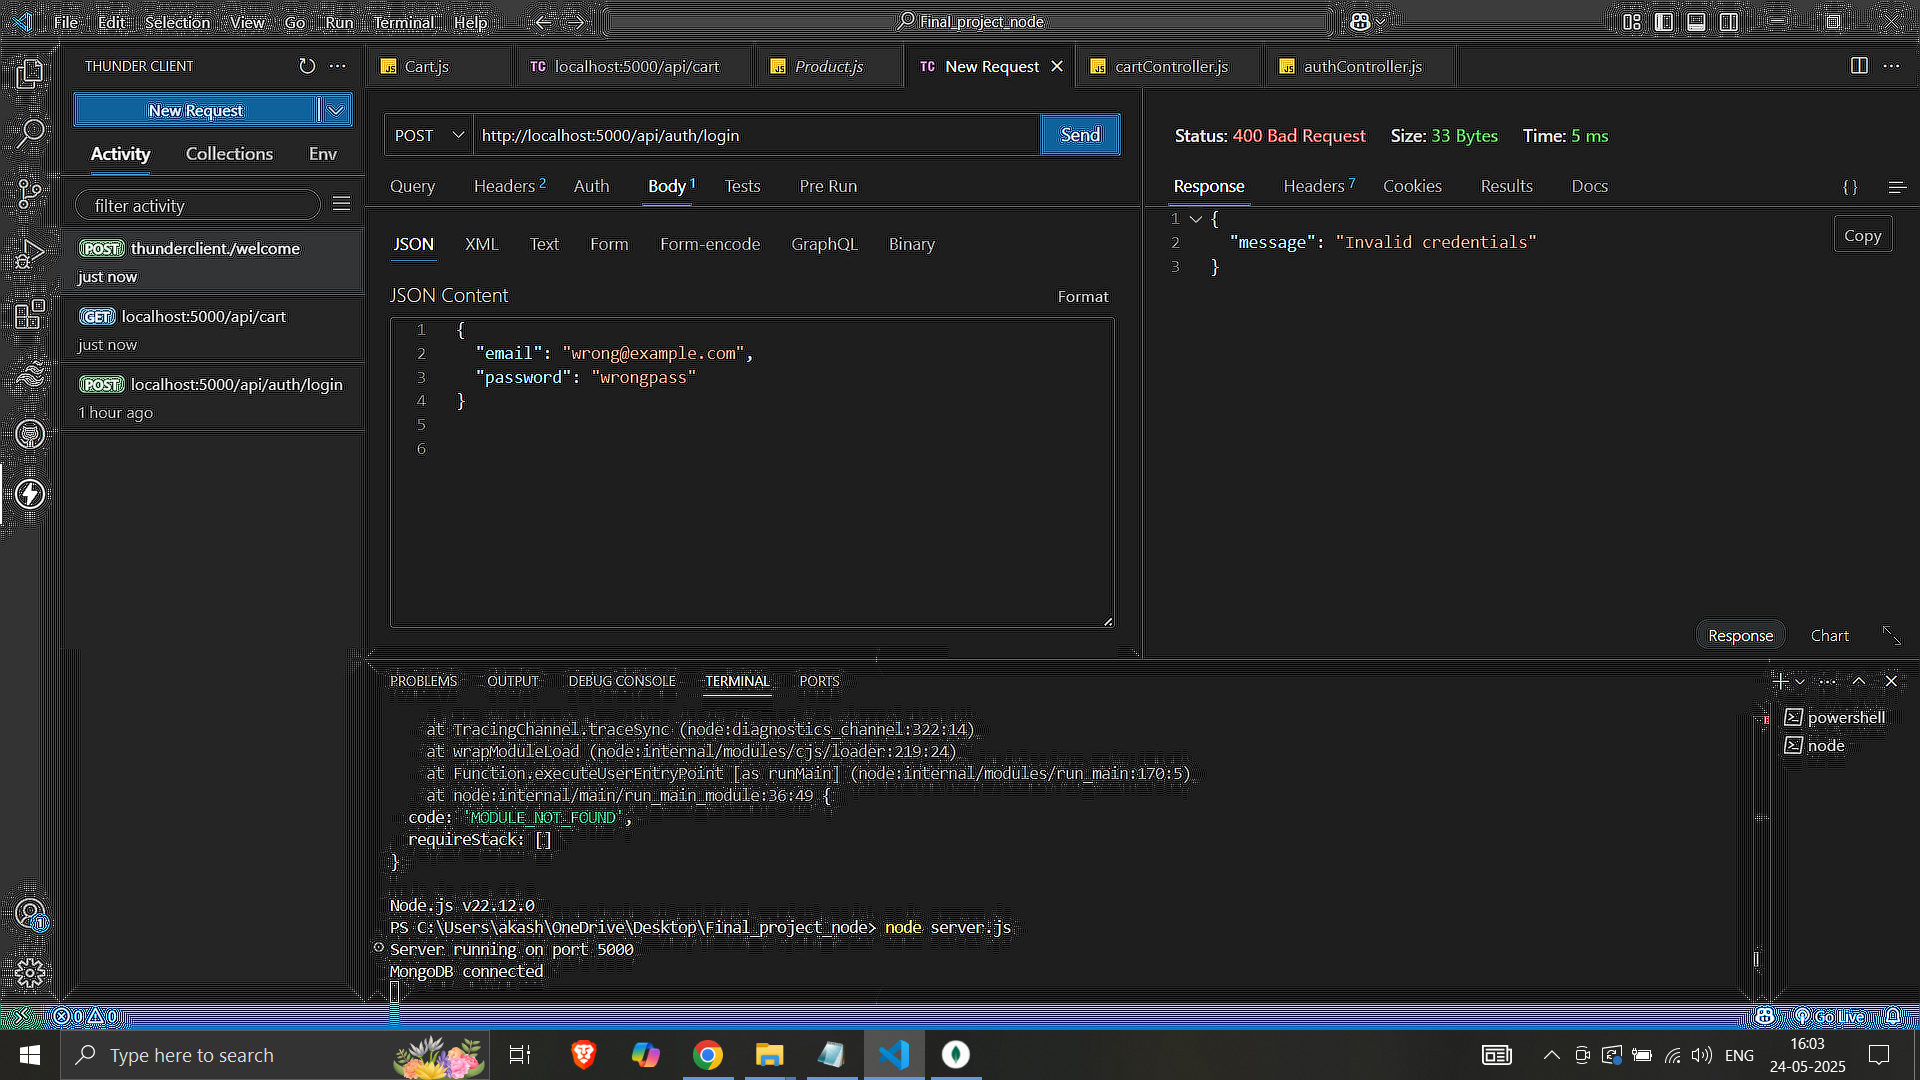 File Edit Selection View Go Run Terminal Help
Final_project_node
THUNDER CLIENT
New Request
Activity Collections Env
filter activity
POST thunderclient./welcome
just now
GET localhost:5000/api/cart
just now
POST localhost:5000/api/auth/login
1 hour ago
JS Cart.js
TC localhost:5000/api/cart
JS Product.js
TC New Request
JS cartController.js
JS authController.js
POST http://localhost:5000/api/auth/login Send
Query Headers 2 Auth Body 1 Tests Pre Run
JSON XML Text Form Form-encode GraphQL Binary
JSON Content Format
1 {
2 "email": "wrong@example.com",
3 "password": "wrongpass"
4 }
5
6
Status: 400 Bad Request Size: 33 Bytes Time: 5 ms
Response Headers 7 Cookies Results Docs { }
1 {
2 "message": "Invalid credentials"
3 }
Copy
Response Chart
PROBLEMS OUTPUT DEBUG CONSOLE TERMINAL PORTS
at TracingChannel.traceSync (node:diagnostics_channel:322:14)
at wrapModuleLoad (node:internal/modules/cjs/loader:219:24)
at Function.executeUserEntryPoint [as runMain] (node:internal/modules/run_main:170:5)
at node:internal/main/run_main_module:36:49 {
code: 'MODULE_NOT_FOUND',
requireStack: []
}
Node.js v22.12.0
PS C:\Users\akash\OneDrive\Desktop\Final_project_node> node server.js
Server running on port 5000
MongoDB connected
powershell
node
1
0 0
Go Live
Type here to search
ENG
16:03
24-05-2025